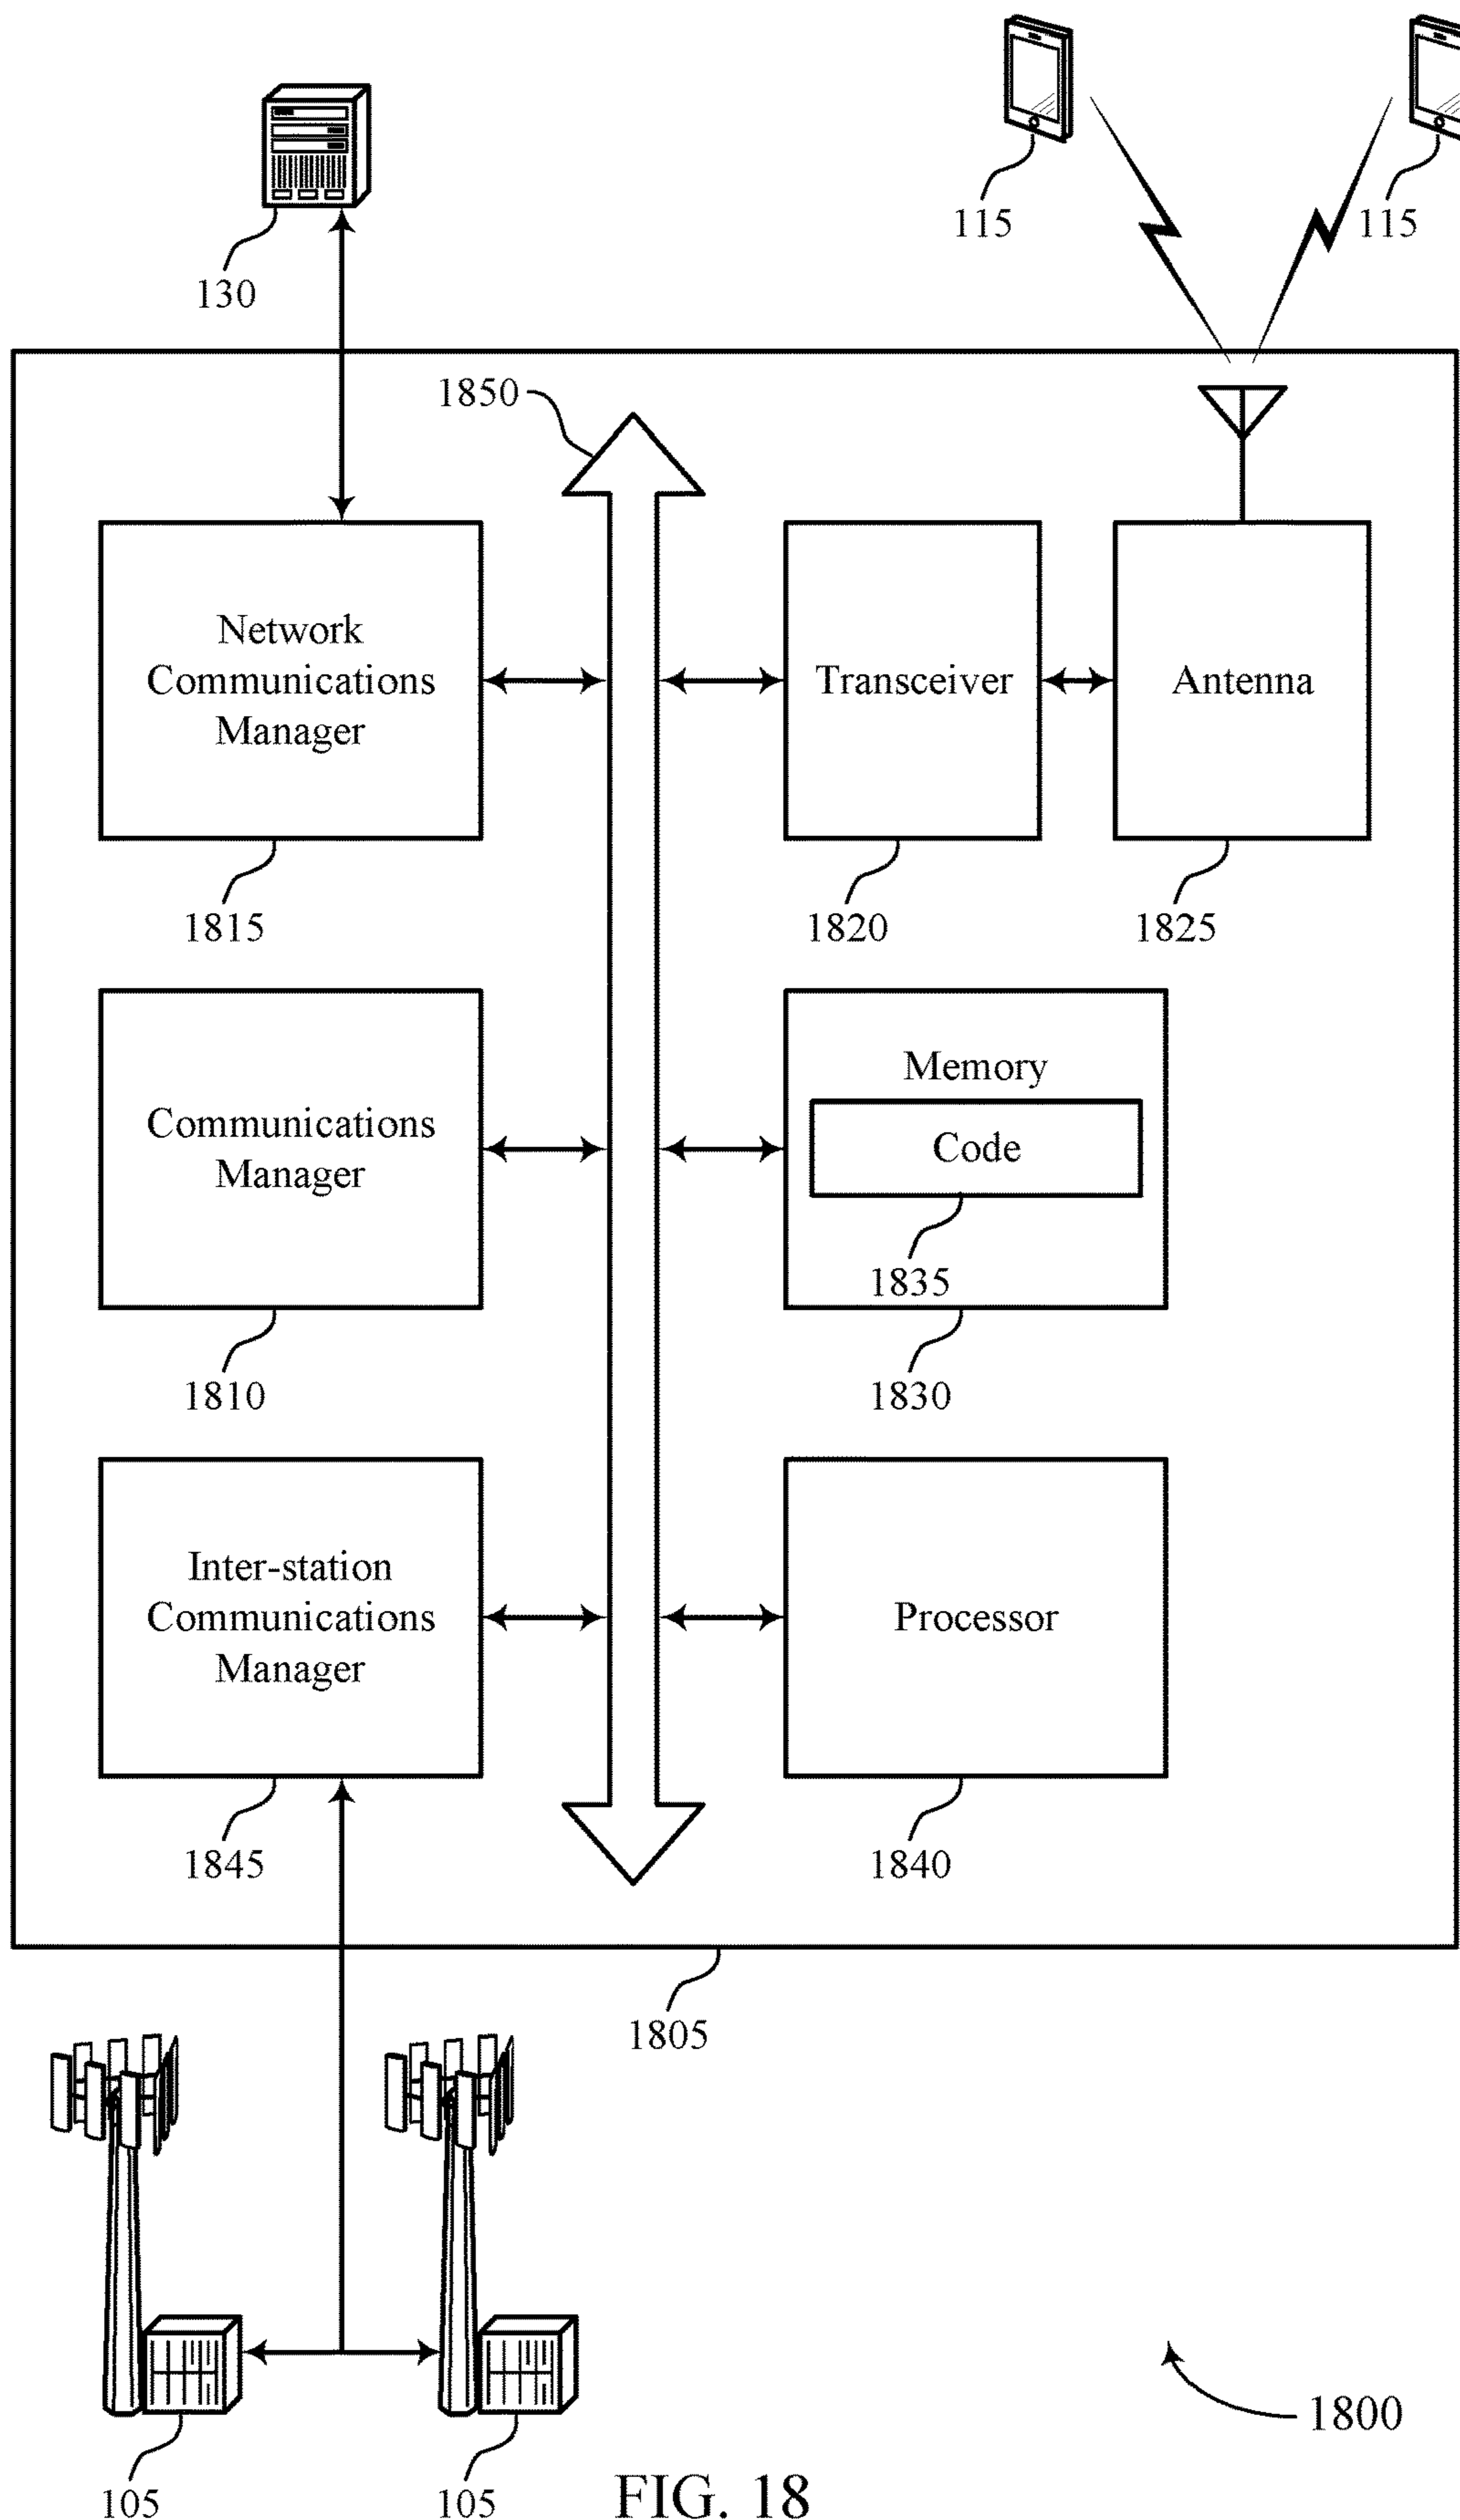 115
115
130
1850
Network
Communications
Manager
Transceiver
Antenna
1815
1820
1825
Communications
Manager
Memory
Code
1835
1810
1830
Inter-station
Communications
Manager
Processor
1845
1840
1805
1800
105
105
FIG. 18